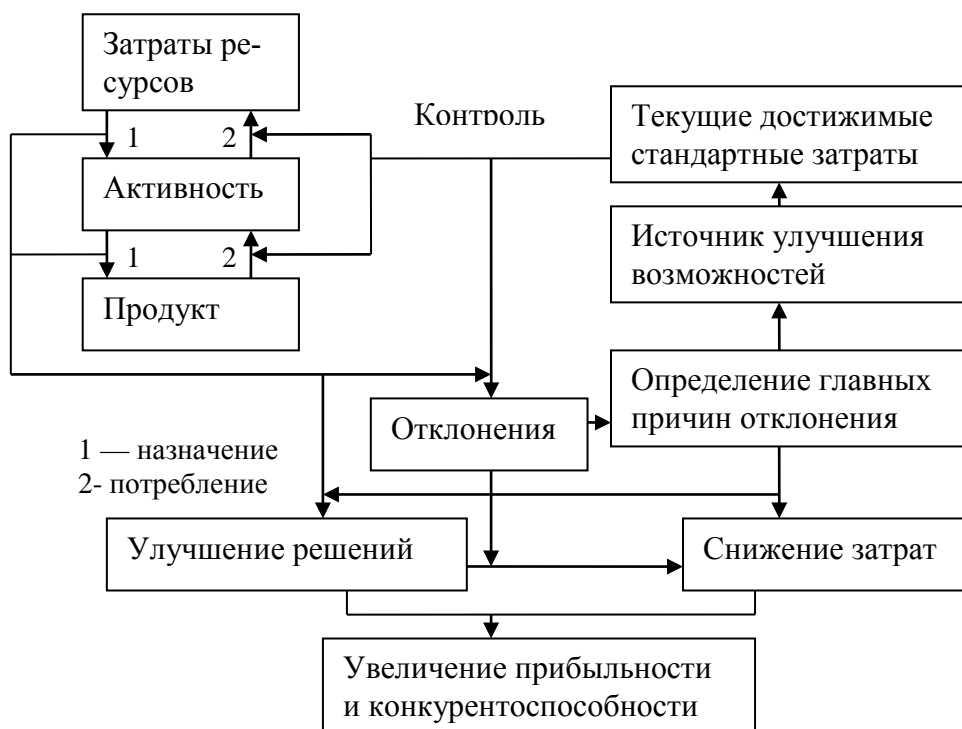 Затраты ре-
сурсов
1
2
Контроль
Текущие достижимые
стандартные затраты
Активность
1
2
Источник улучшения
возможностей
Продукт
Определение главных
причин отклонения
Отклонения
1 — назначение
2- потребление
Улучшение решений
Снижение затрат
Увеличение прибыльности
и конкурентоспособности